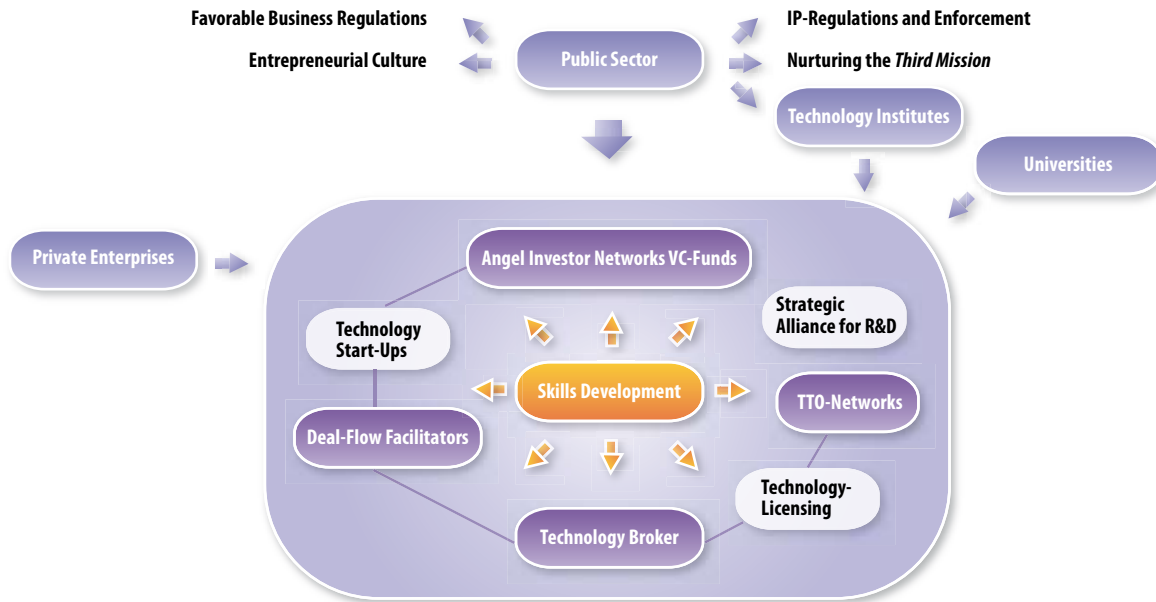 Favorable Business Regulations
IP-Regulations and Enforcement
Entrepreneurial Culture
Public Sector
Nurturing the Third Mission
Technology Institutes
Universities
Private Enterprises
Angel Investor Networks VC-Funds
Technology
Start-Ups
Strategic
Alliance for R&D
Skills Development
TTO-Networks
Deal-Flow Facilitators
Technology-
Licensing
Technology Broker